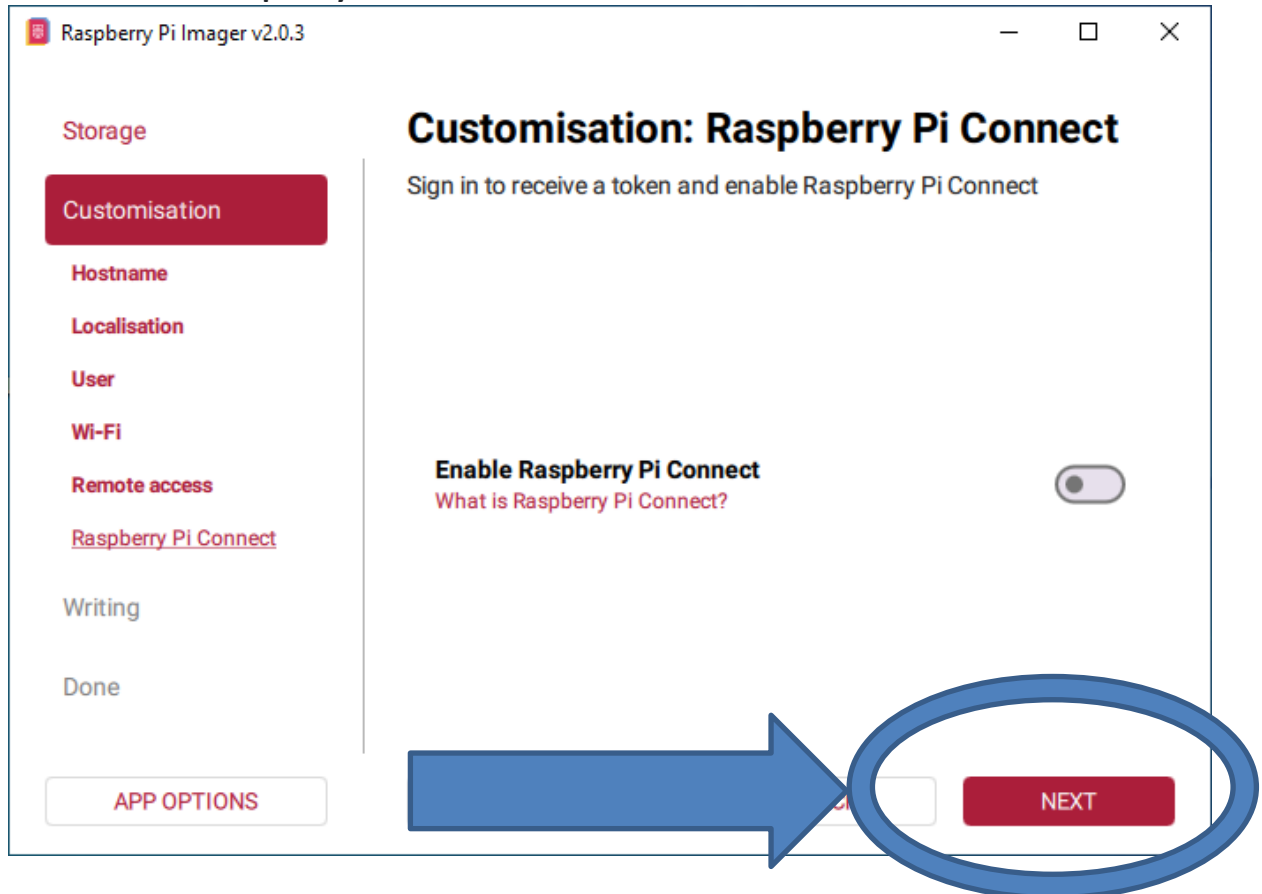 Raspberry Pi Imager v2.0.3
Storage
Customisation
Hostname
Localisation
User
Wi-Fi
Remote access
Raspberry Pi Connect
Writing
Done
APP OPTIONS
Customisation: Raspberry Pi Connect
Sign in to receive a token and enable Raspberry Pi Connect
Enable Raspberry Pi Connect
What is Raspberry Pi Connect?
NEXT